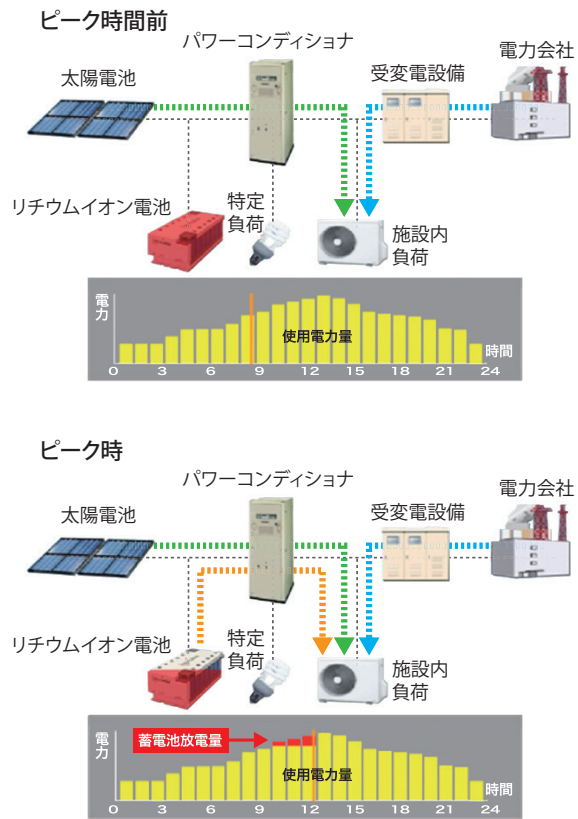 ピーク時間前
パワーコンディショナ
電力会社
太陽電池
受変電設備
リチウムイオン電池
特定
負荷
施設内
負荷
電力
使用電力量
時間
0 3 6 9 12 15 18 21 24
ピーク時
パワーコンディショナ
電力会社
太陽電池
受変電設備
リチウムイオン電池
特定
負荷
施設内
負荷
電力
蓄電池放電量
使用電力量
時間
0 3 6 9 12 15 18 21 24